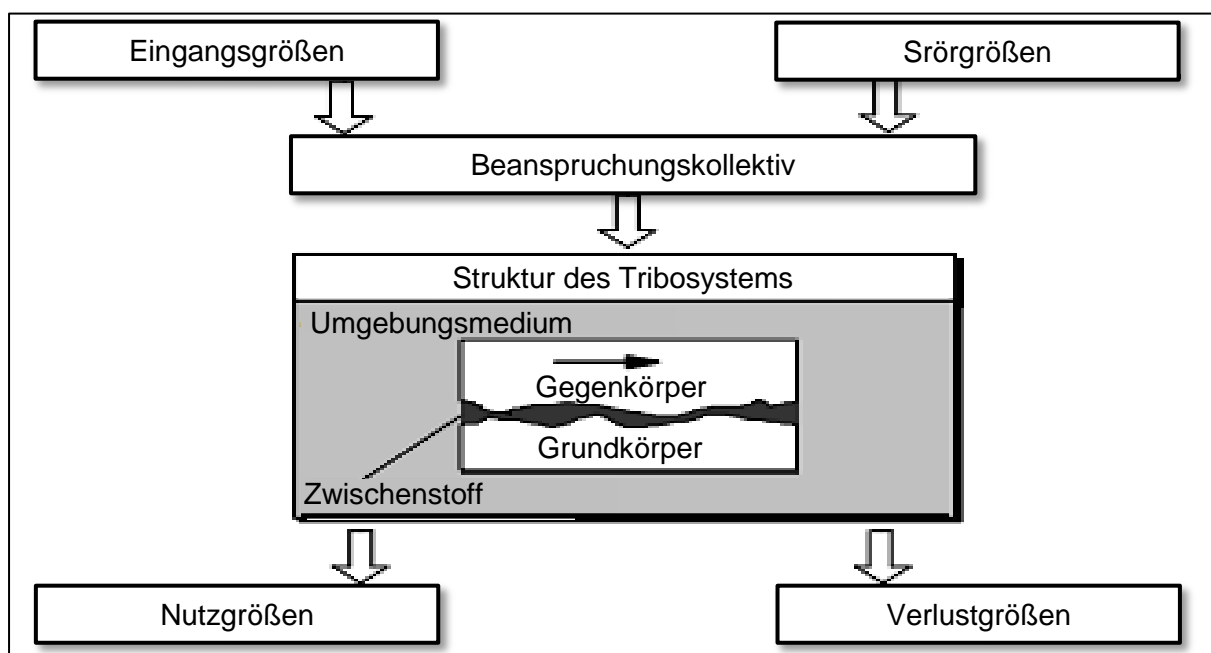 Eingangsgrößen
Srörgrößen
Beanspruchungskollektiv
Struktur des Tribosystems
Umgebungsmedium
Gegenkörper
Grundkörper
Zwischenstoff
Nutzgrößen
Verlustgrößen